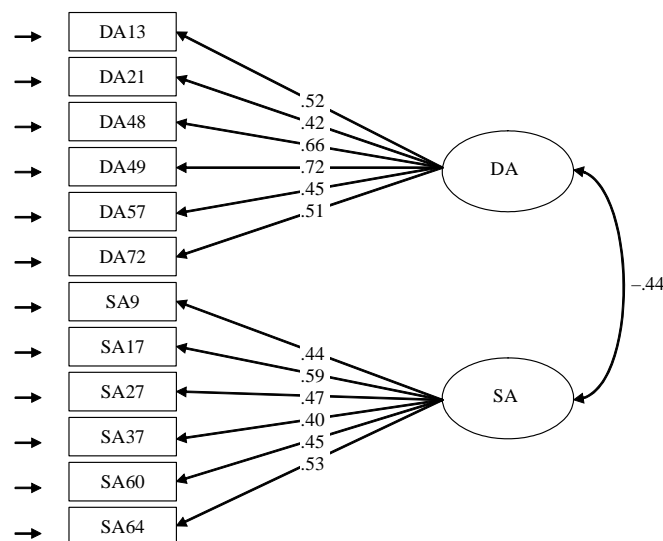 DA13
DA21
DA48
DA49
DA57
DA72
SA9
SA17
SA27
SA37
SA60
SA64
.52
.42
.66
.72
.45
.51
.44
.59
.47
.40
.45
.53
DA
SA
–.44